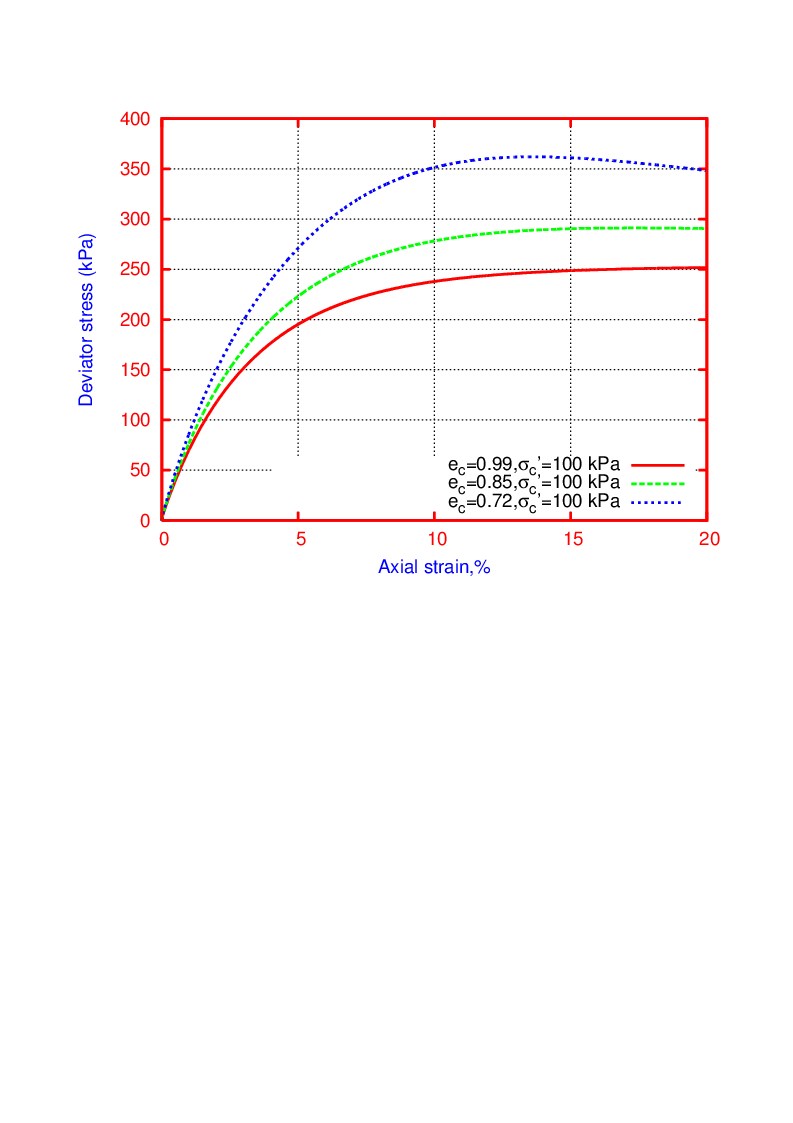 400
350
300
250
200
150
100
50
0
Deviator stress (kPa)
e_c=0.99,σ_c'=100 kPa
e_c=0.85,σ_c'=100 kPa
e_c=0.72,σ_c'=100 kPa
0 5 10 15 20
Axial strain,%